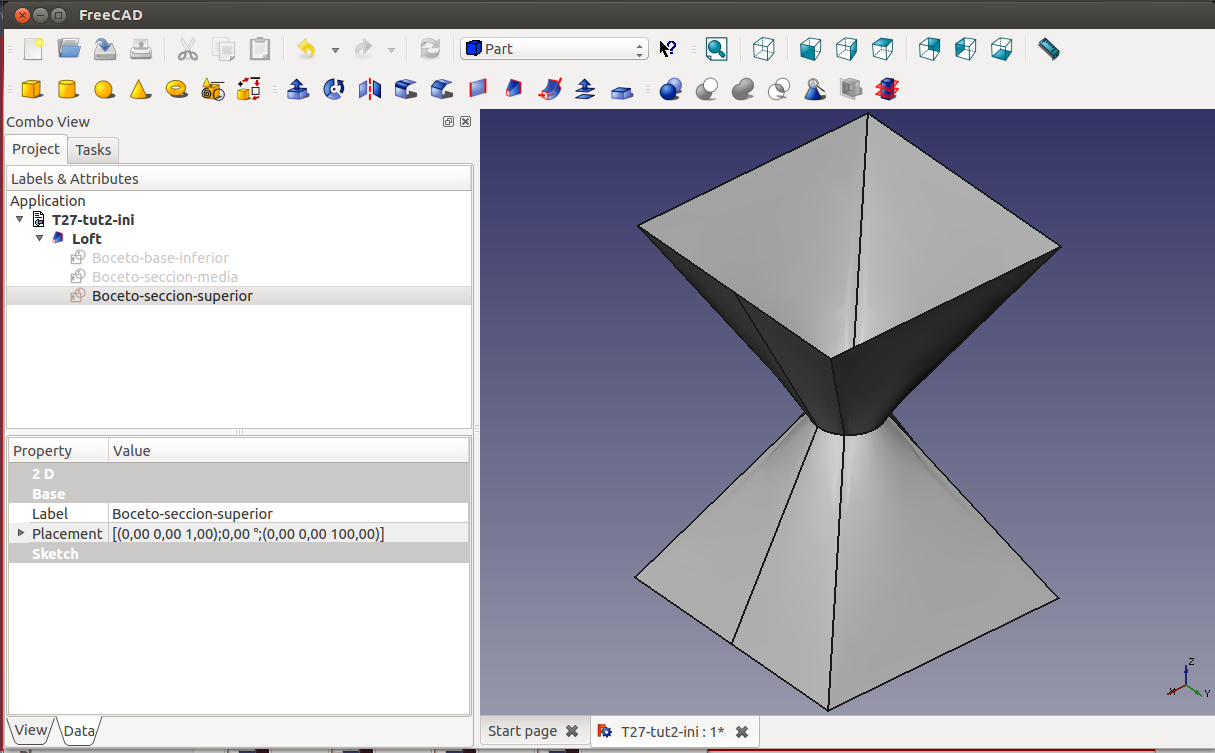 FreeCAD
Part
Combo View
Project Tasks
Labels & Attributes
Application
T27-tut2-ini
Loft
Boceto-base-inferior
Boceto-seccion-media
Boceto-seccion-superior
Property Value
2 D
Base
Label Boceto-seccion-superior
Placement [(0,00 0,00 1,00);0,00 °;(0,00 0,00 100,00)]
Sketch
View Data
Z
X Y
Start page T27-tut2-ini : 1*